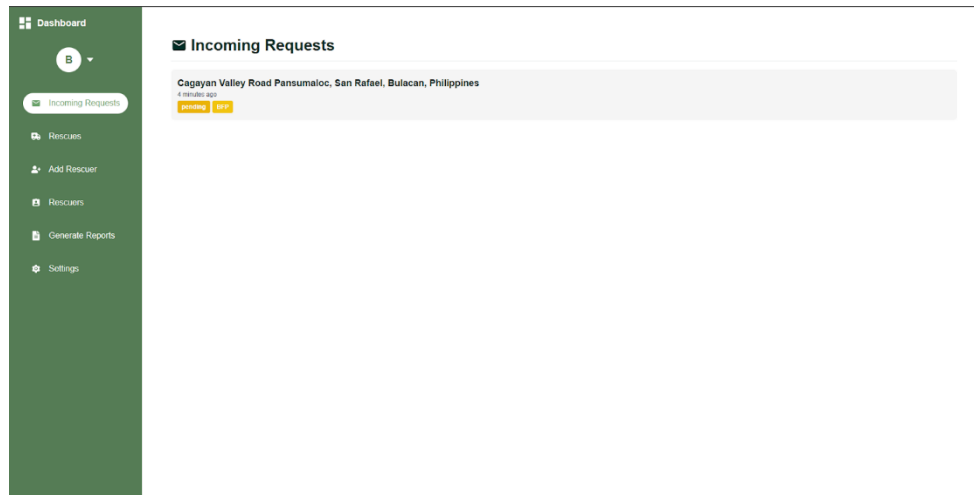 Dashboard
B
Incoming Requests
Rescues
Add Rescuer
Rescuers
Generate Reports
Settings
Incoming Requests
Cagayan Valley Road Pansumaloc, San Rafael, Bulacan, Philippines
4 minutes ago
pending BFP